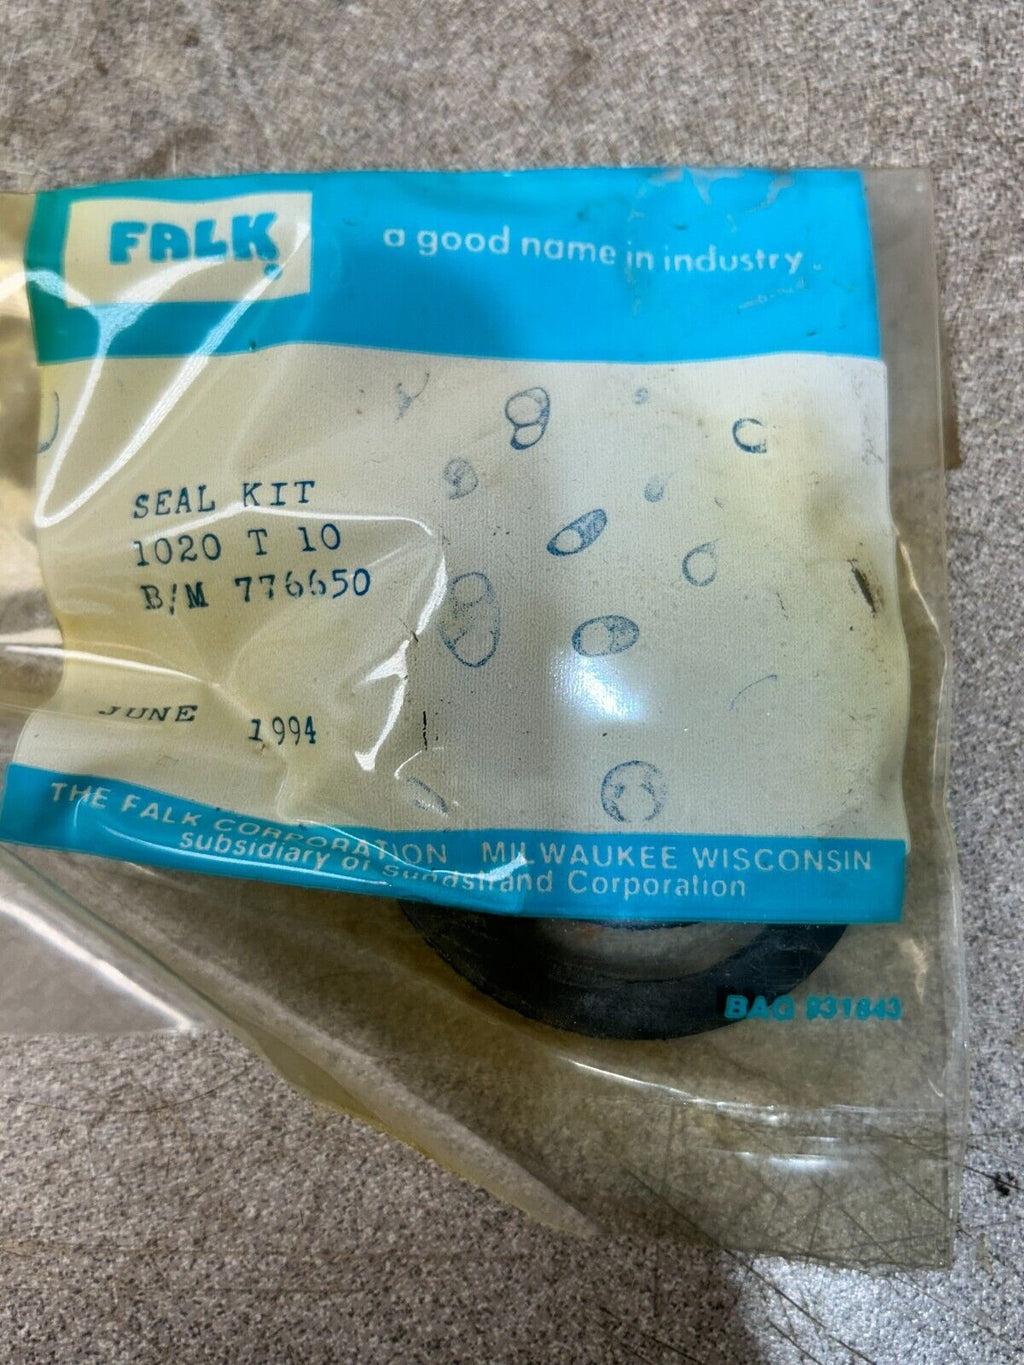 FALK
a good name in industry
SEAL KIT
1020 T 10
B/M 776650
JUNE 1994
THE FALK CORPORATION MILWAUKEE WISCONSIN
subsidiary of Sundstrand Corporation
BAG 931843